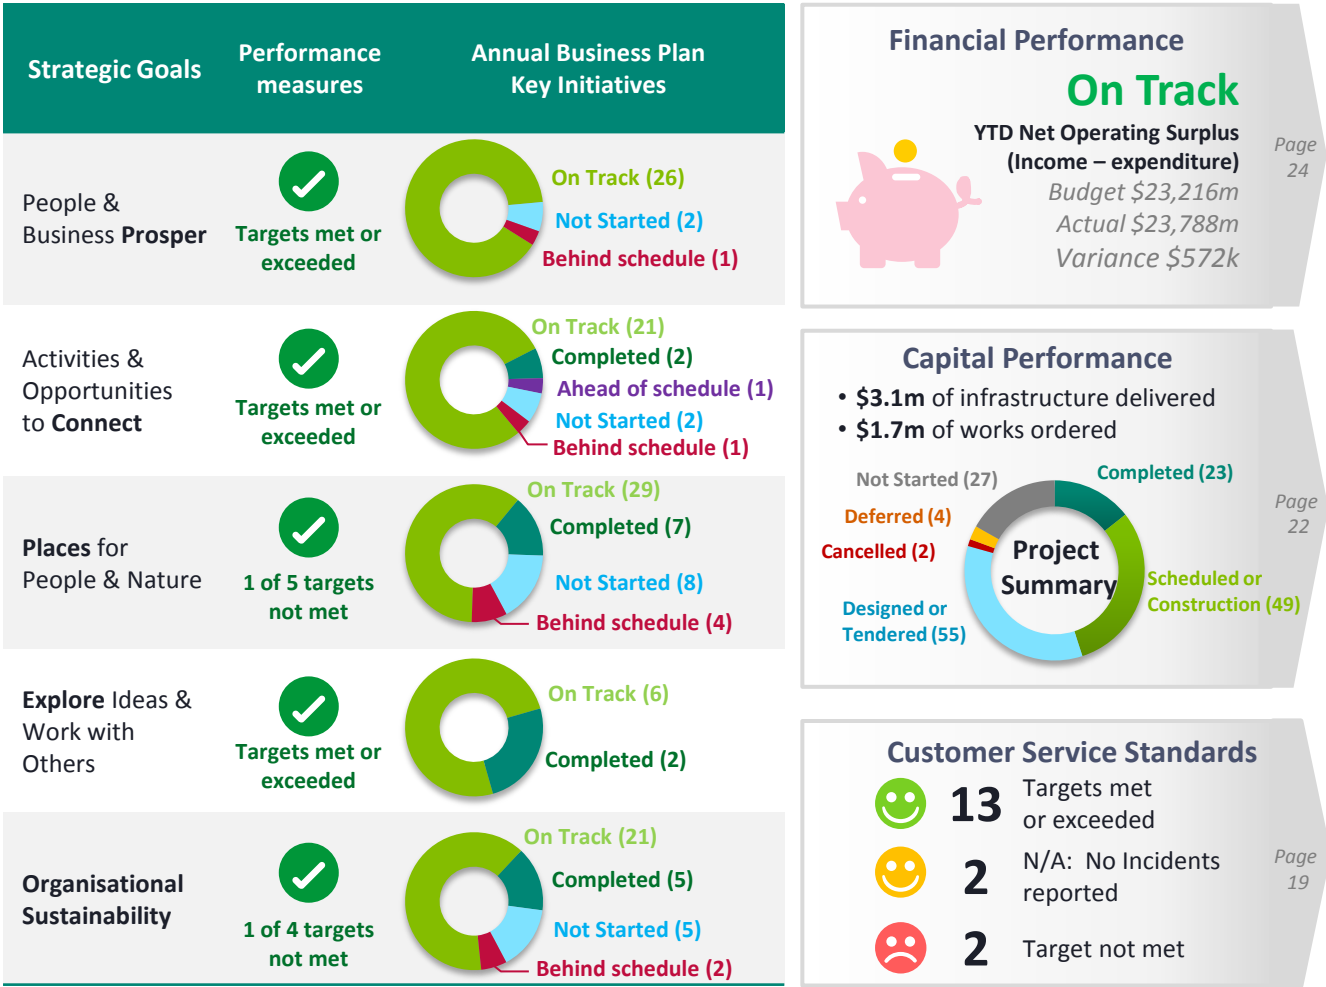 Strategic Goals
Performance
measures
Annual Business Plan
Key Initiatives
People &
Business Prosper
Targets met or
exceeded
On Track (26)
Not Started (2)
Behind schedule (1)
Activities &
Opportunities
to Connect
Targets met or
exceeded
On Track (21)
Completed (2)
Ahead of schedule (1)
Not Started (2)
Behind schedule (1)
Places for
People & Nature
1 of 5 targets
not met
On Track (29)
Completed (7)
Not Started (8)
Behind schedule (4)
Explore Ideas &
Work with
Others
Targets met or
exceeded
On Track (6)
Completed (2)
Organisational
Sustainability
1 of 4 targets
not met
On Track (21)
Completed (5)
Not Started (5)
Behind schedule (2)
Financial Performance
On Track
YTD Net Operating Surplus
(Income – expenditure)
Budget $23,216m
Actual $23,788m
Variance $572k
Page
24
Capital Performance
• $3.1m of infrastructure delivered
• $1.7m of works ordered
Not Started (27)
Completed (23)
Deferred (4)
Cancelled (2)
Project
Summary
Scheduled or
Construction (49)
Designed or
Tendered (55)
Page
22
Customer Service Standards
13
Targets met
or exceeded
2
N/A: No Incidents
reported
2
Target not met
Page
19